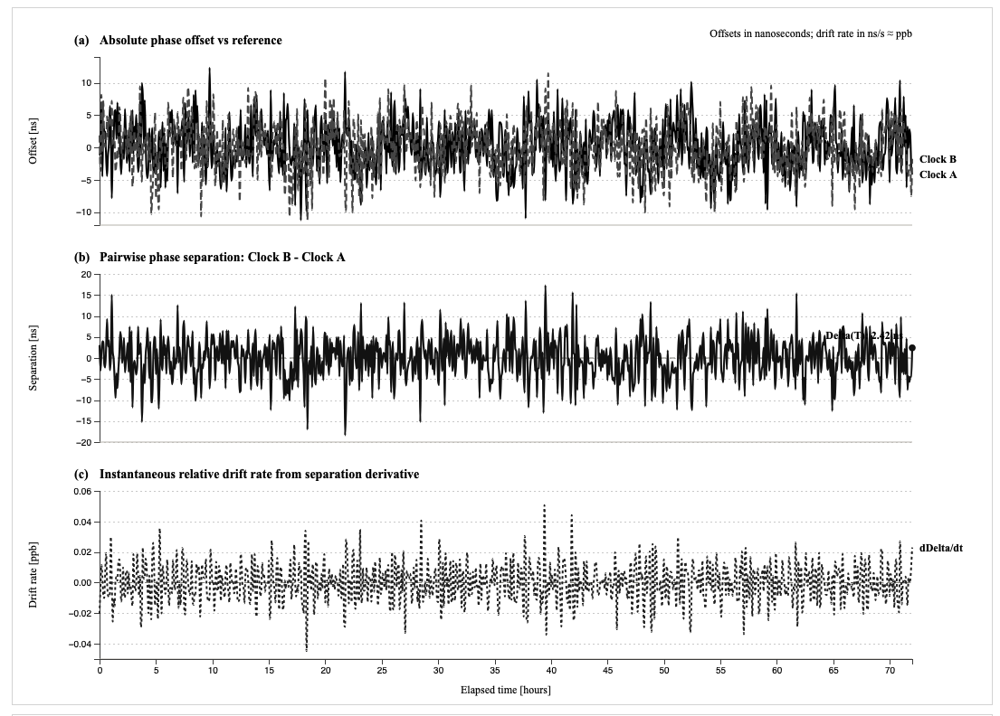 (a) Absolute phase offset vs reference
Offsets in nanoseconds; drift rate in ns/s ≈ ppb
10
5
0
−5
−10
Offset [ns]
Clock B
Clock A
(b) Pairwise phase separation: Clock B - Clock A
20
15
10
5
0
−5
−10
−15
−20
Separation [ns]
(c) Instantaneous relative drift rate from separation derivative
0.06
0.04
0.02
0.00
−0.02
−0.04
Drift rate [ppb]
dDelta/dt
0 5 10 15 20 25 30 35 40 45 50 55 60 65 70
Elapsed time [hours]